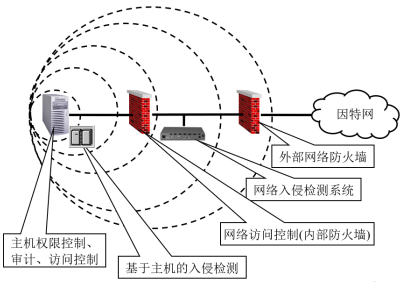 因特网
外部网络防火墙
网络入侵检测系统
网络访问控制(内部防火墙)
主机权限控制、
审计、访问控制
基于主机的入侵检测